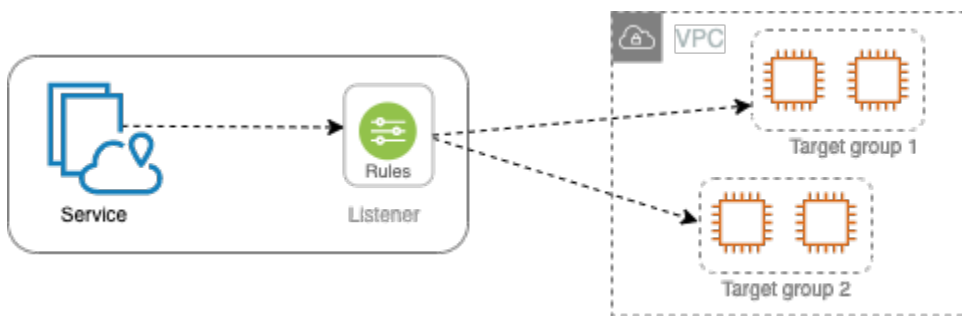 VPC
Target group 1
Rules
Service
Listener
Target group 2